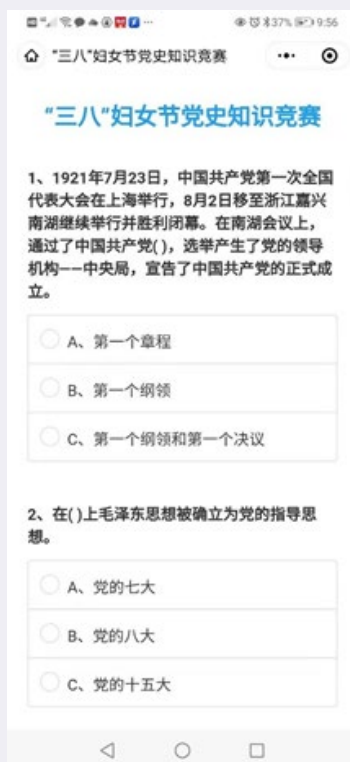 37% 9:56
“三八”妇女节党史知识竞赛
“三八”妇女节党史知识竞赛
1、1921年7月23日，中国共产党第一次全国
代表大会在上海举行，8月2日移至浙江嘉兴
南湖继续举行并胜利闭幕。在南湖会议上，
通过了中国共产党( )，选举产生了党的领导
机构——中央局，宣告了中国共产党的正式成
立。
A、第一个章程
B、第一个纲领
C、第一个纲领和第一个决议
2、在( )上毛泽东思想被确立为党的指导思
想。
A、党的七大
B、党的八大
C、党的十五大